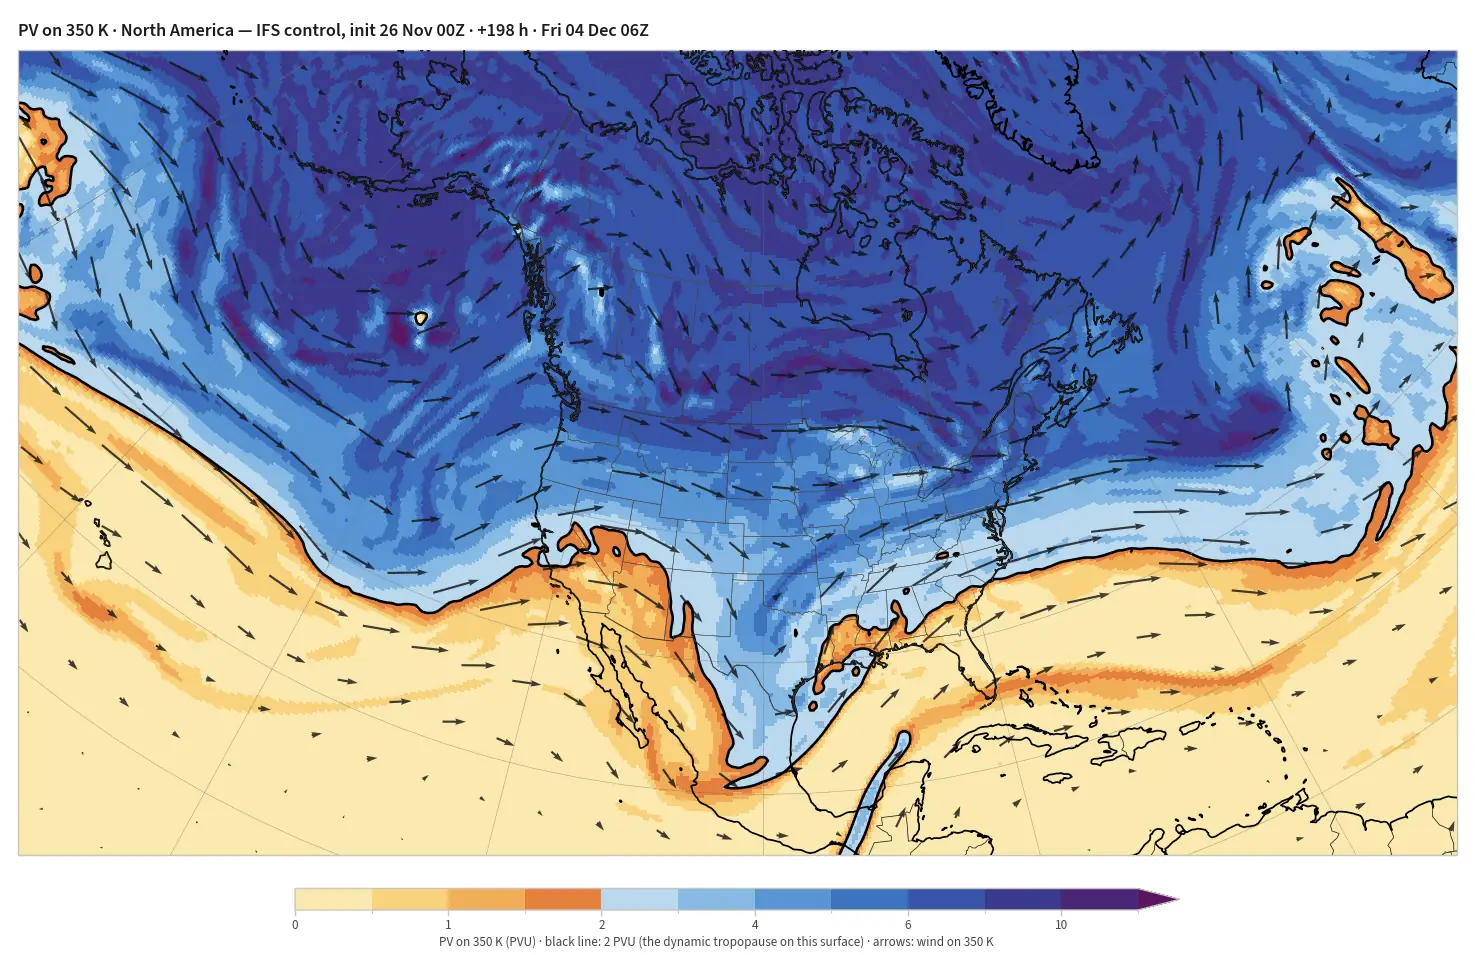 PV on 350 K · North America — IFS control, init 26 Nov 00Z · +198 h · Fri 04 Dec 06Z
0 1 2 4 6 10
PV on 350 K (PVU) · black line: 2 PVU (the dynamic tropopause on this surface) · arrows: wind on 350 K